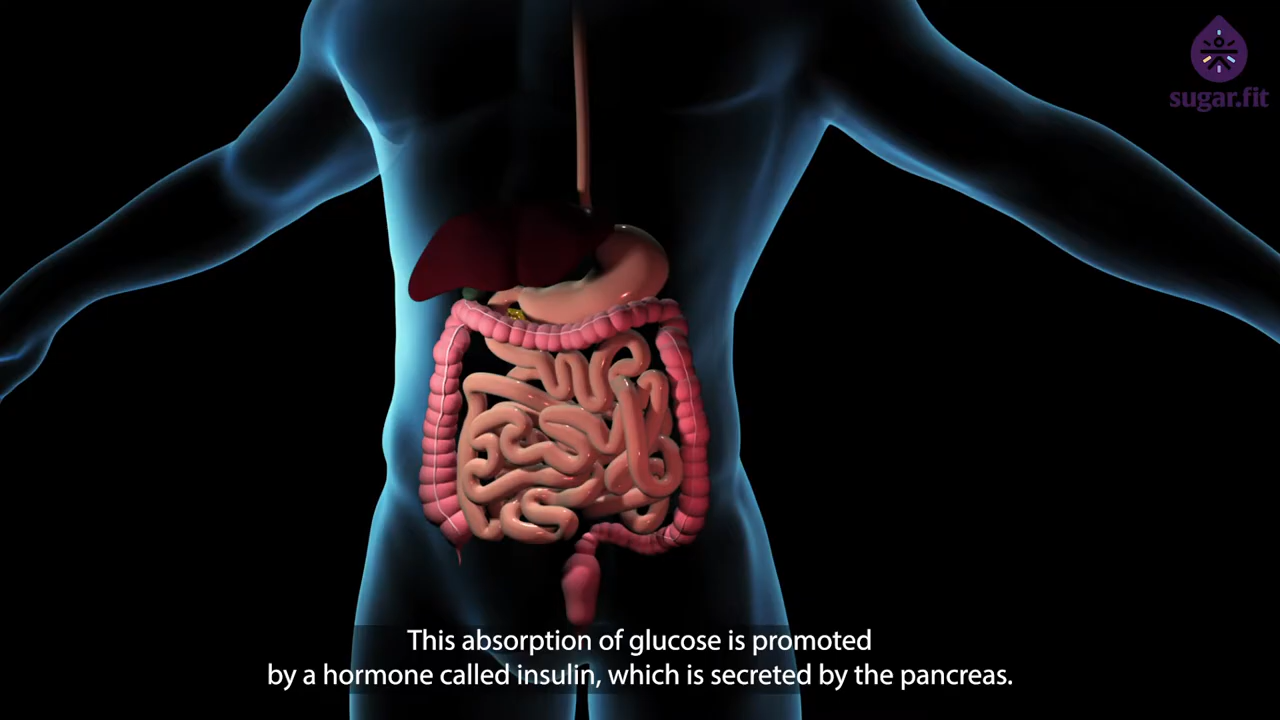 sugar.fit
This absorption of glucose is promoted
by a hormone called insulin, which is secreted by the pancreas.